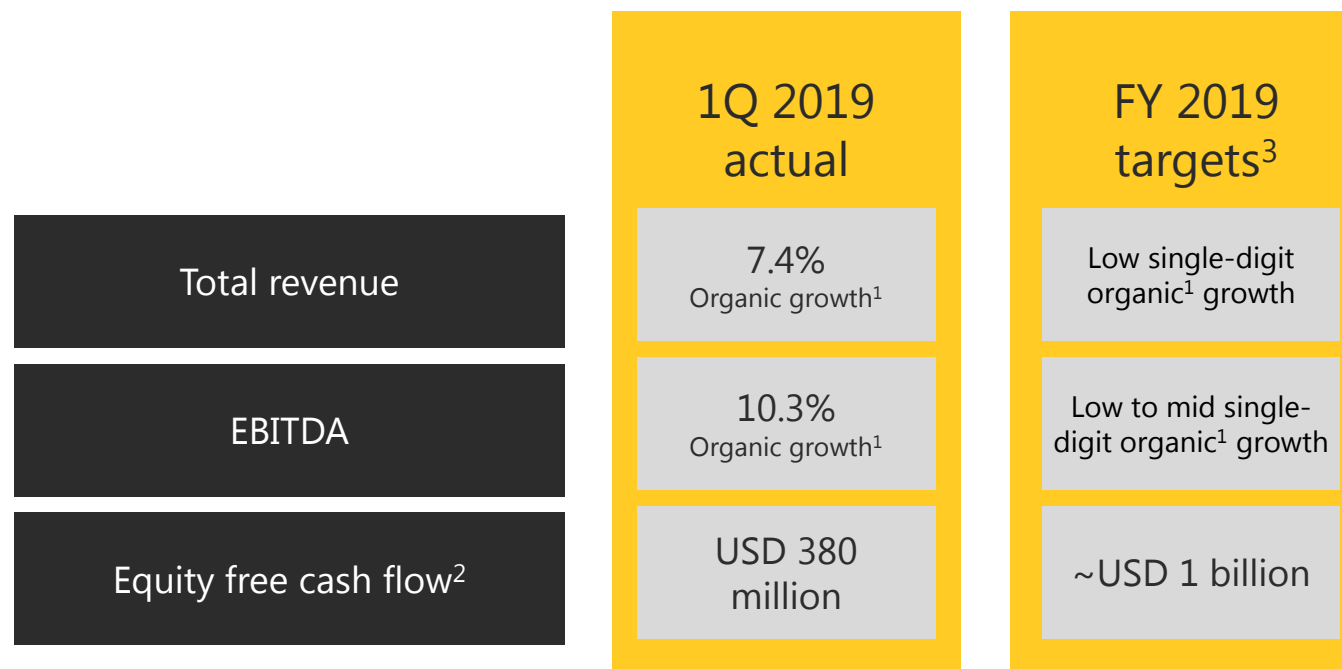 1Q 2019
actual
FY 2019
targets³
Total revenue
7.4%
Organic growth¹
Low single-digit
organic¹ growth
EBITDA
10.3%
Organic growth¹
Low to mid single-
digit organic¹ growth
Equity free cash flow²
USD 380
million
~USD 1 billion